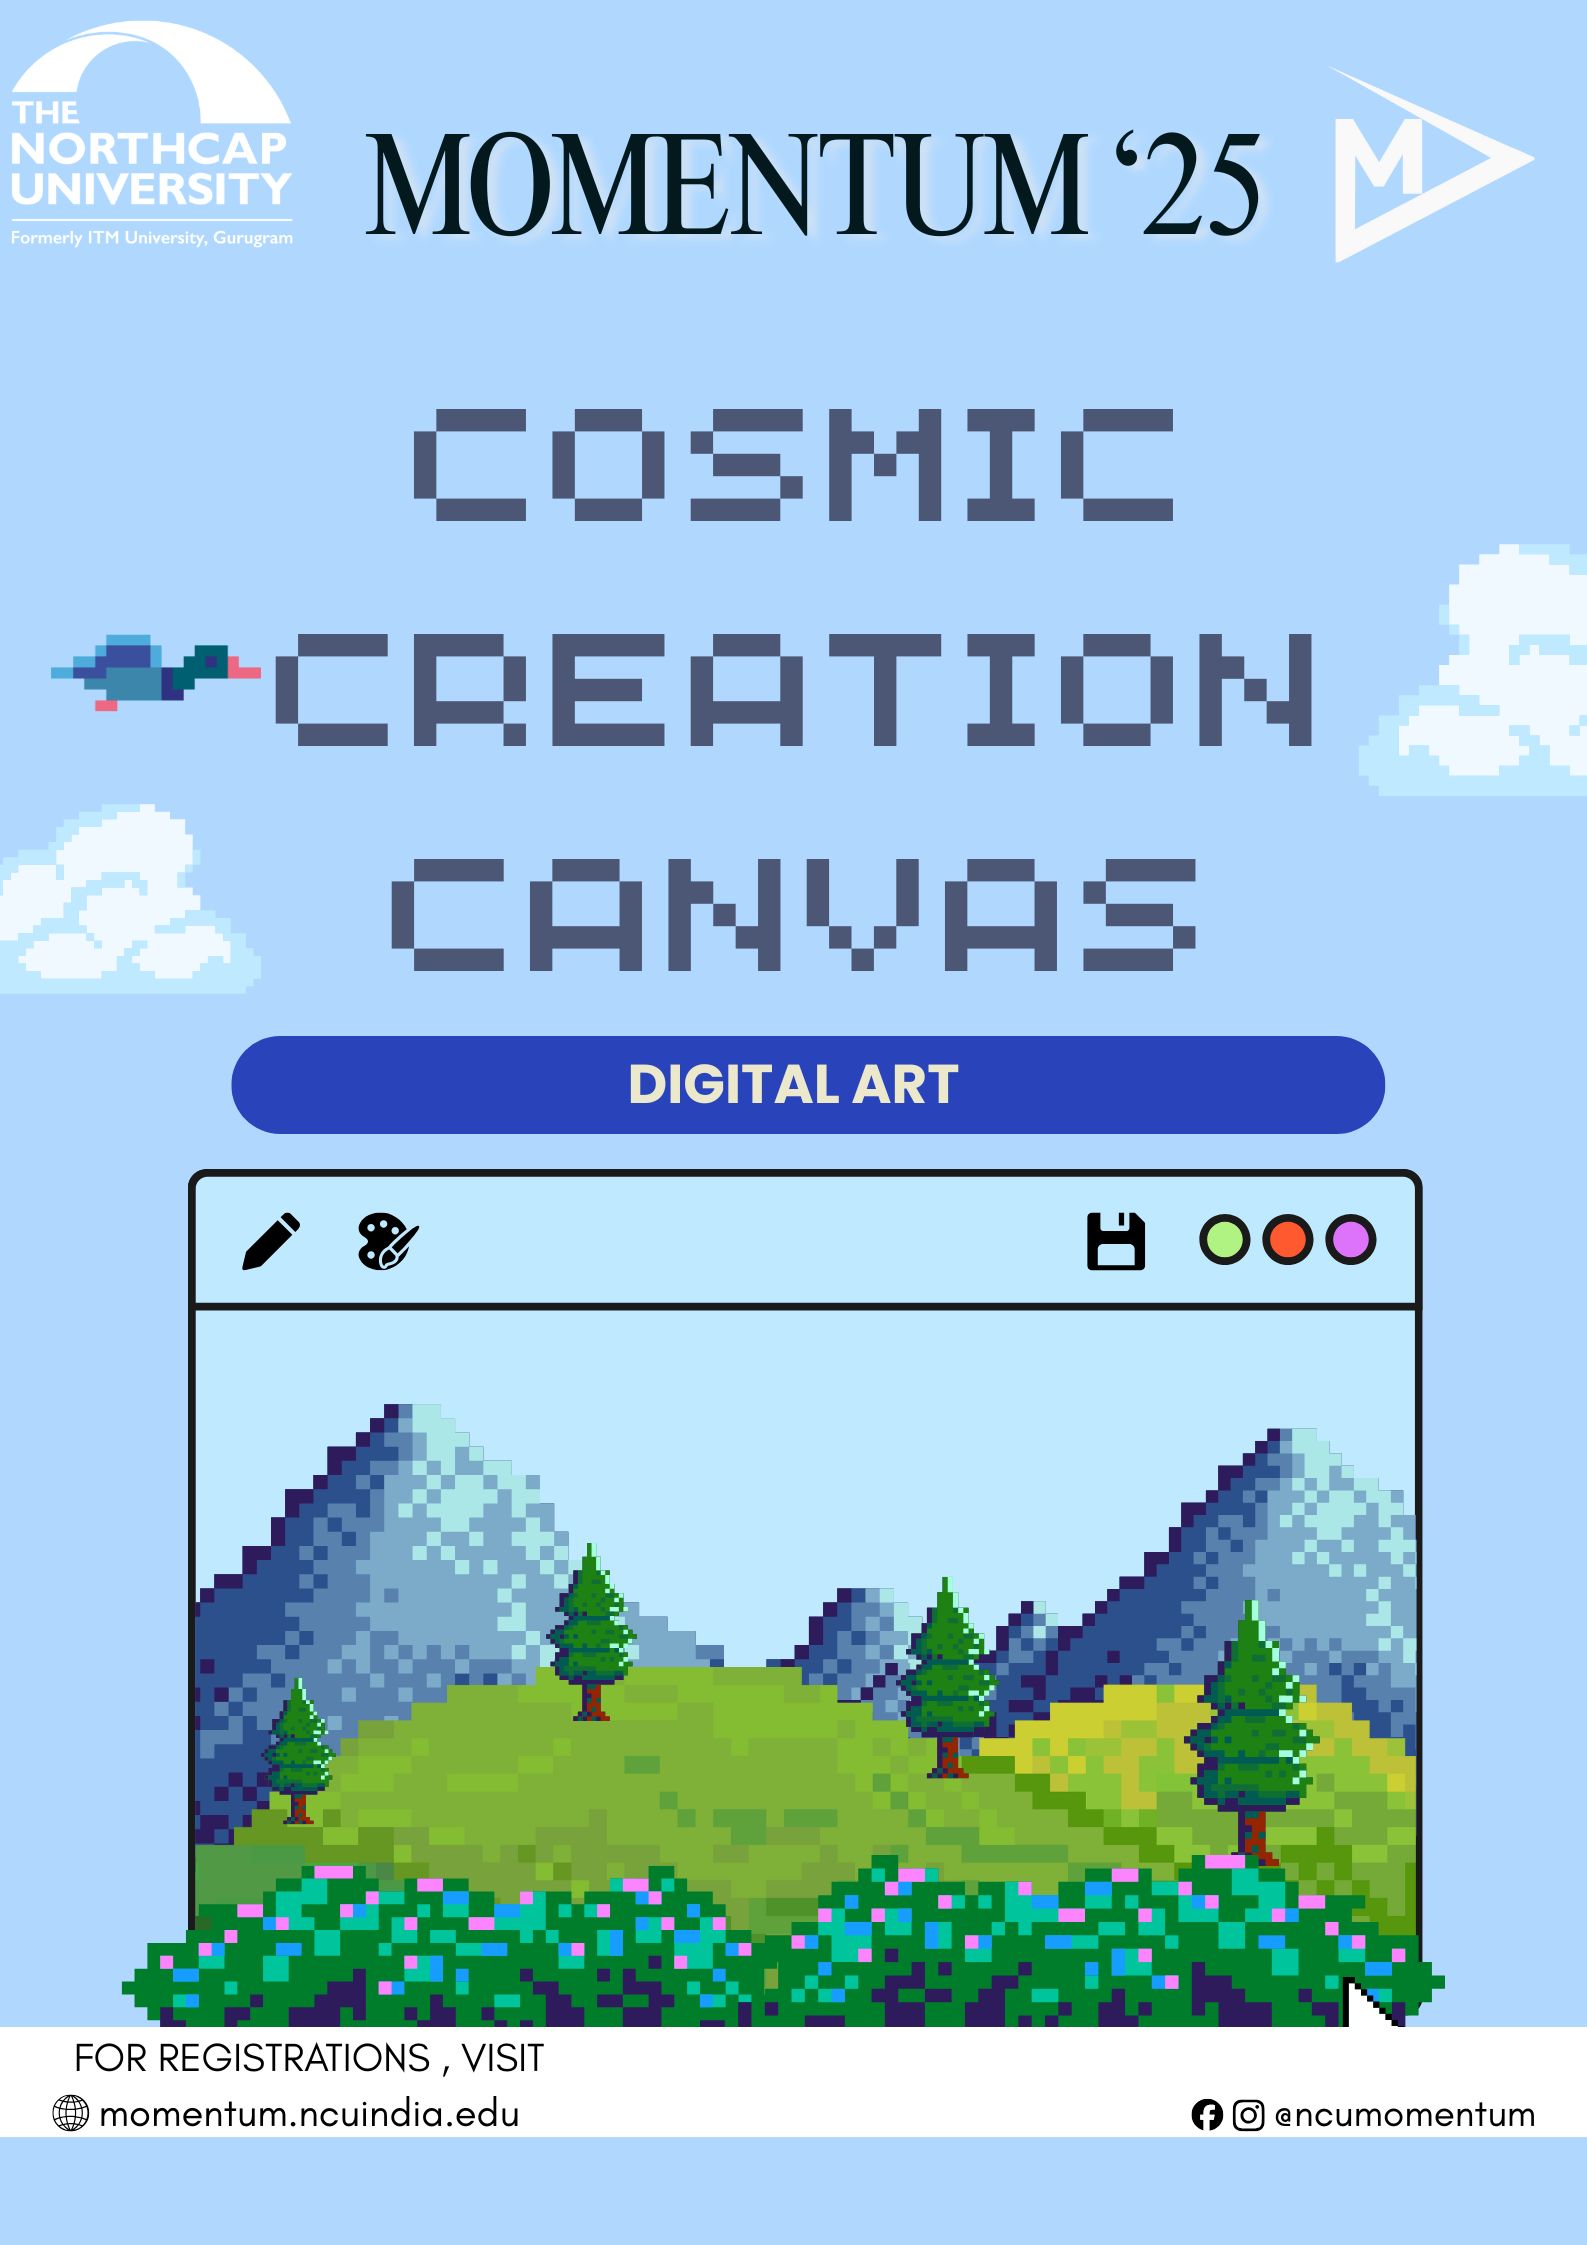 THE
NORTHCAP
UNIVERSITY
Formerly ITM University, Gurugram
MOMENTUM ‘25
M
COSMIC
CREATION
CANVAS
DIGITAL ART
FOR REGISTRATIONS , VISIT
momentum.ncuindia.edu
@ncumomentum